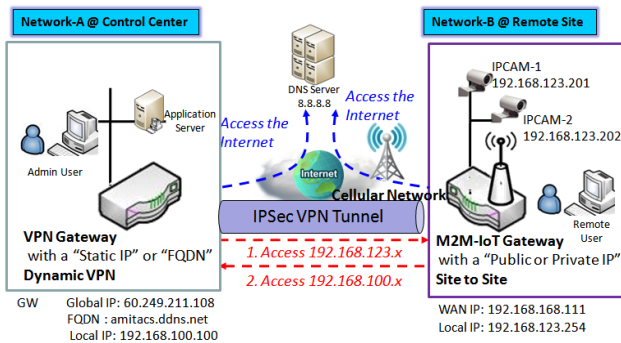 Network-A @ Control Center
Network-B @ Remote Site
DNS Server
8.8.8.8
IPCAM-1
192.168.123.201
IPCAM-2
192.168.123.202
Application
Server
Admin User
Access the
Internet
Access the
Internet
Internet
Cellular Network
IPSec VPN Tunnel
Remote
User
VPN Gateway
with a "Static IP" or "FQDN"
Dynamic VPN
1. Access 192.168.123.x
2. Access 192.168.100.x
M2M-IoT Gateway
with a "Public or Private IP"
Site to Site
GW Global IP: 60.249.211.108
FQDN : amitacs.ddns.net
Local IP: 192.168.100.100
WAN IP: 192.168.168.111
Local IP: 192.168.123.254